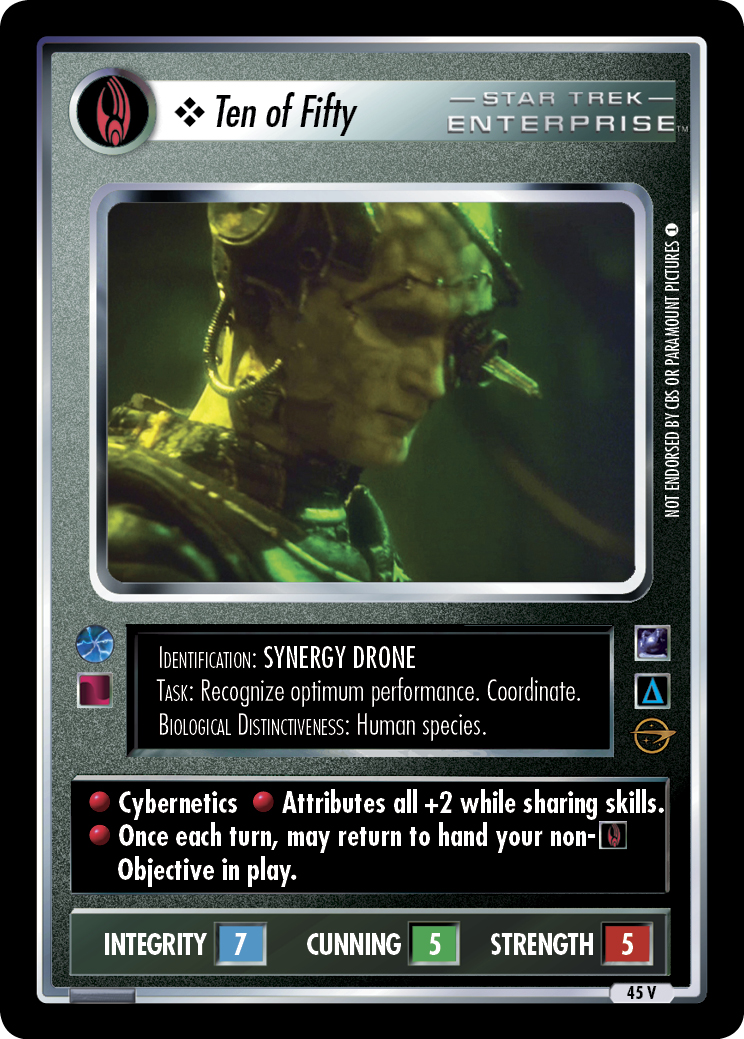 ❖ Ten of Fifty
STAR TREK
ENTERPRISE™
NOT ENDORSED BY CBS OR PARAMOUNT PICTURES 1
IDENTIFICATION: SYNERGY DRONE
TASK: Recognize optimum performance. Coordinate.
BIOLOGICAL DISTINCTIVENESS: Human species.
Cybernetics Attributes all +2 while sharing skills.
Once each turn, may return to hand your non-
Objective in play.
INTEGRITY 7 CUNNING 5 STRENGTH 5
45 V